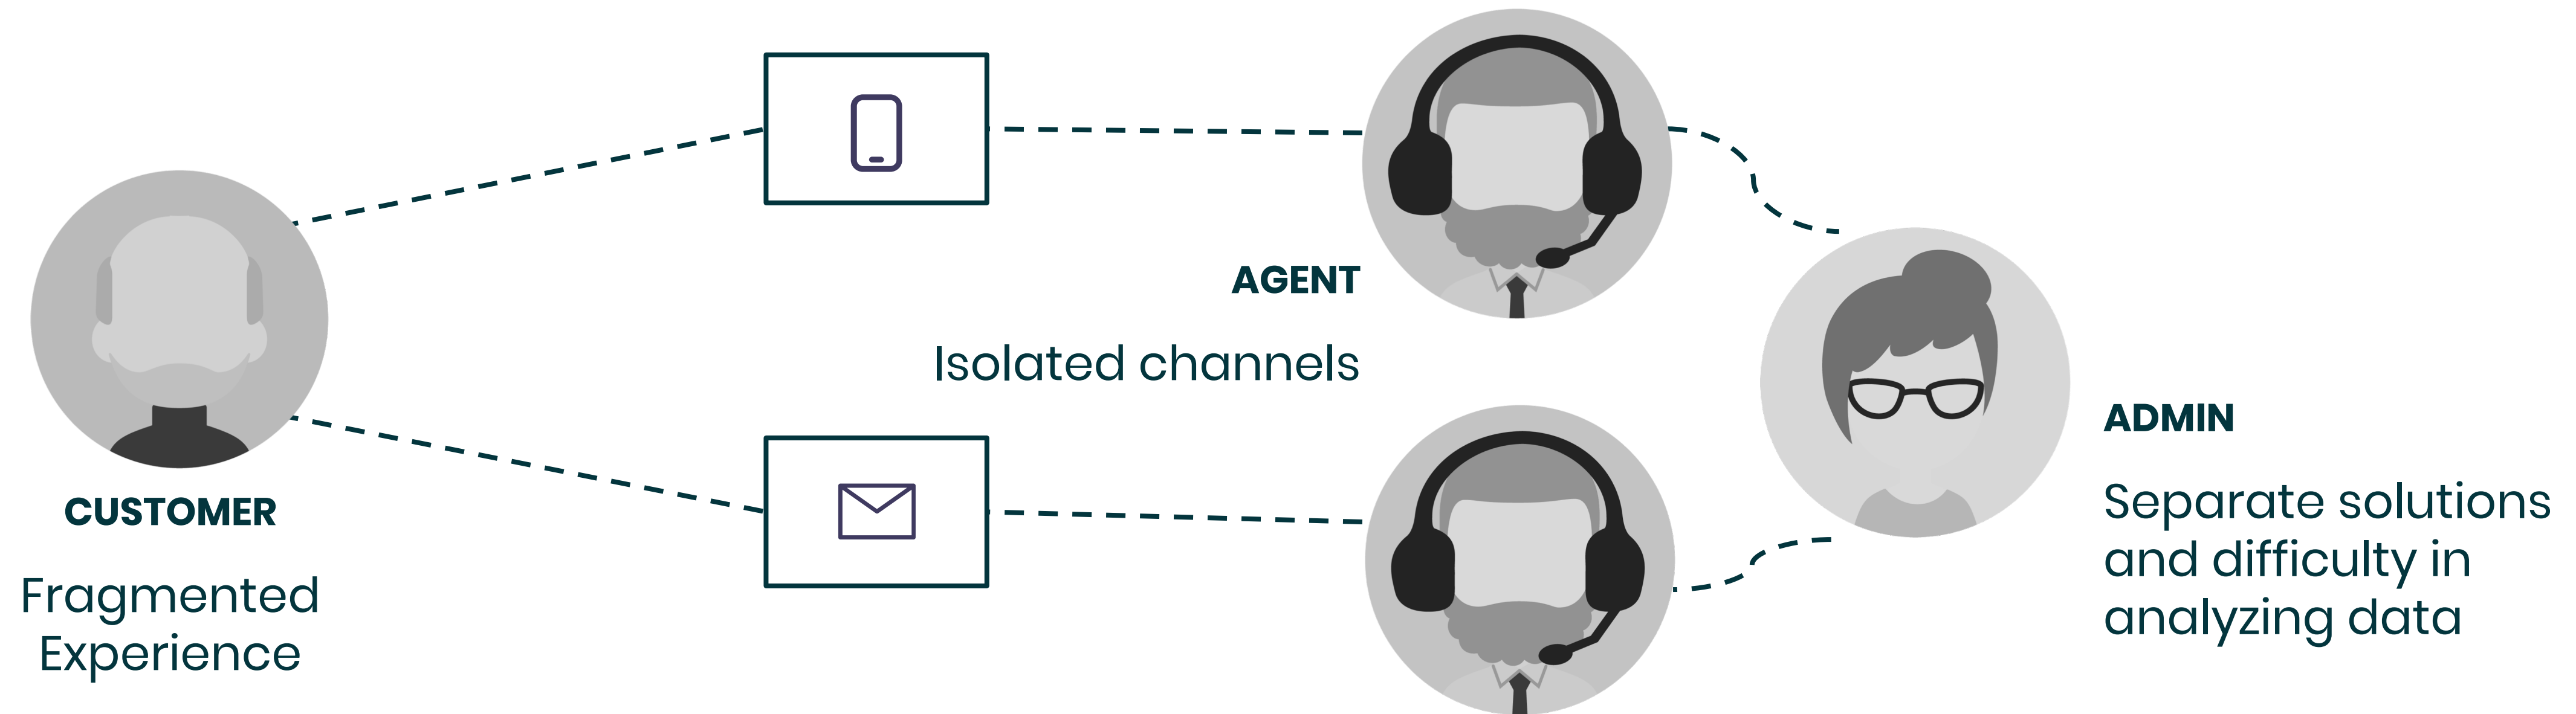 CUSTOMER
Fragmented
Experience
AGENT
Isolated channels
ADMIN
Separate solutions
and difficulty in
analyzing data